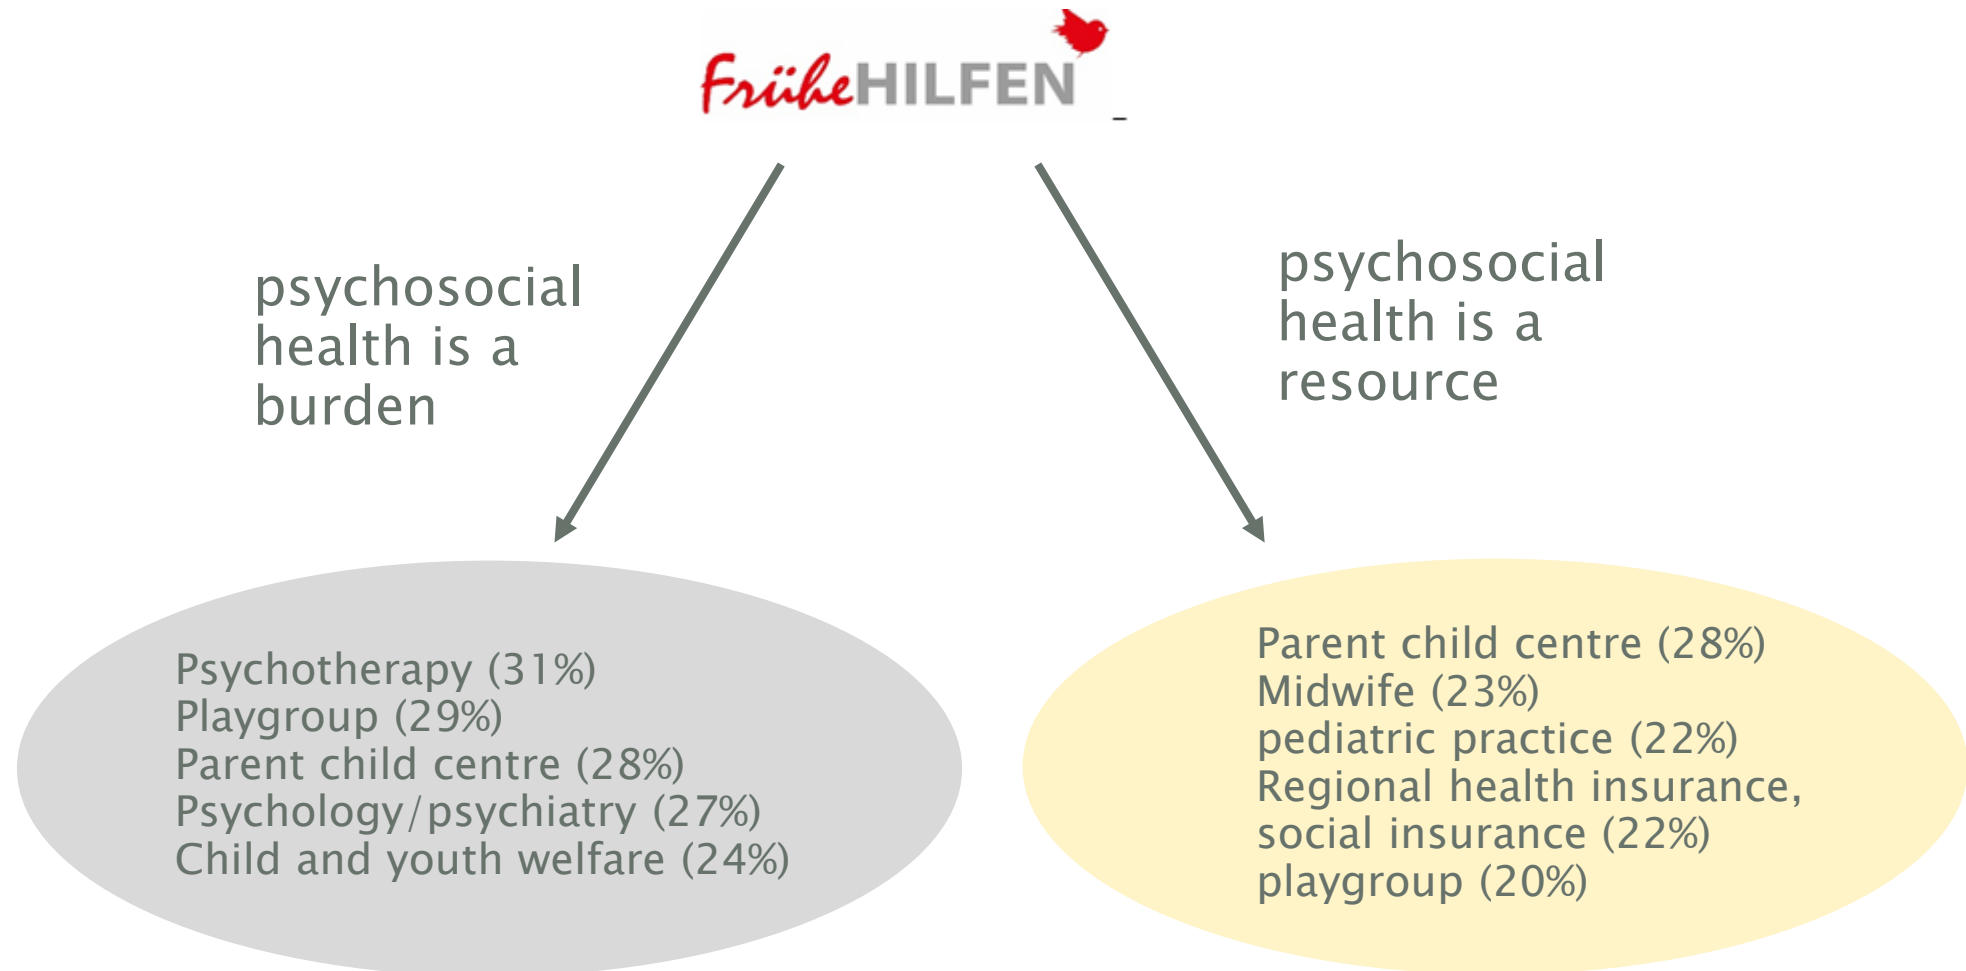 FrüheHILFEN
psychosocial
health is a
burden
psychosocial
health is a
resource
Psychotherapy (31%)
Playgroup (29%)
Parent child centre (28%)
Psychology/psychiatry (27%)
Child and youth welfare (24%)
Parent child centre (28%)
Midwife (23%)
pediatric practice (22%)
Regional health insurance,
social insurance (22%)
playgroup (20%)